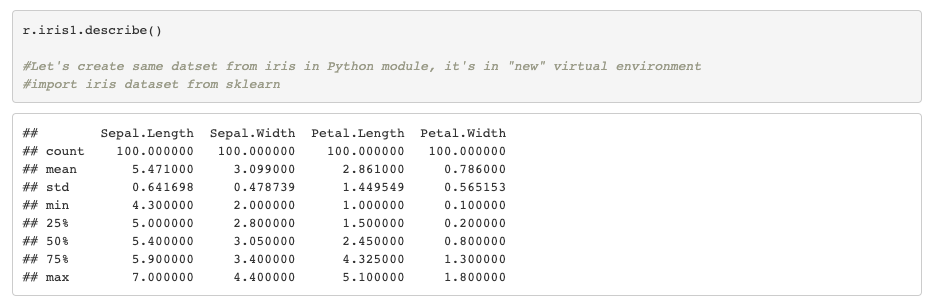 r.iris1.describe()
#Let's create same datset from iris in Python module, it's in "new" virtual environment
#import iris dataset from sklearn
##        Sepal.Length  Sepal.Width  Petal.Length  Petal.Width
## count    100.000000   100.000000    100.000000   100.000000
## mean       5.471000     3.099000      2.861000     0.786000
## std        0.641698     0.478739      1.449549     0.565153
## min        4.300000     2.000000      1.000000     0.100000
## 25%        5.000000     2.800000      1.500000     0.200000
## 50%        5.400000     3.050000      2.450000     0.800000
## 75%        5.900000     3.400000      4.325000     1.300000
## max        7.000000     4.400000      5.100000     1.800000